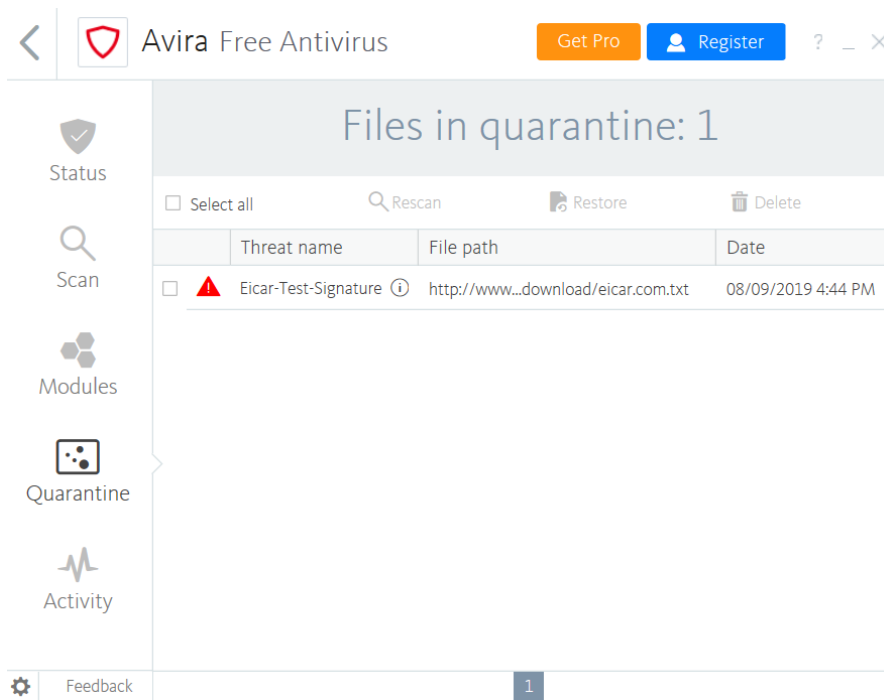 Avira Free Antivirus
Get Pro
Register
?
Files in quarantine: 1
Status
Scan
Modules
Quarantine
Activity
Select all
Rescan
Restore
Delete
Threat name
File path
Date
Eicar-Test-Signature
http://www...download/eicar.com.txt
08/09/2019 4:44 PM
Feedback
1